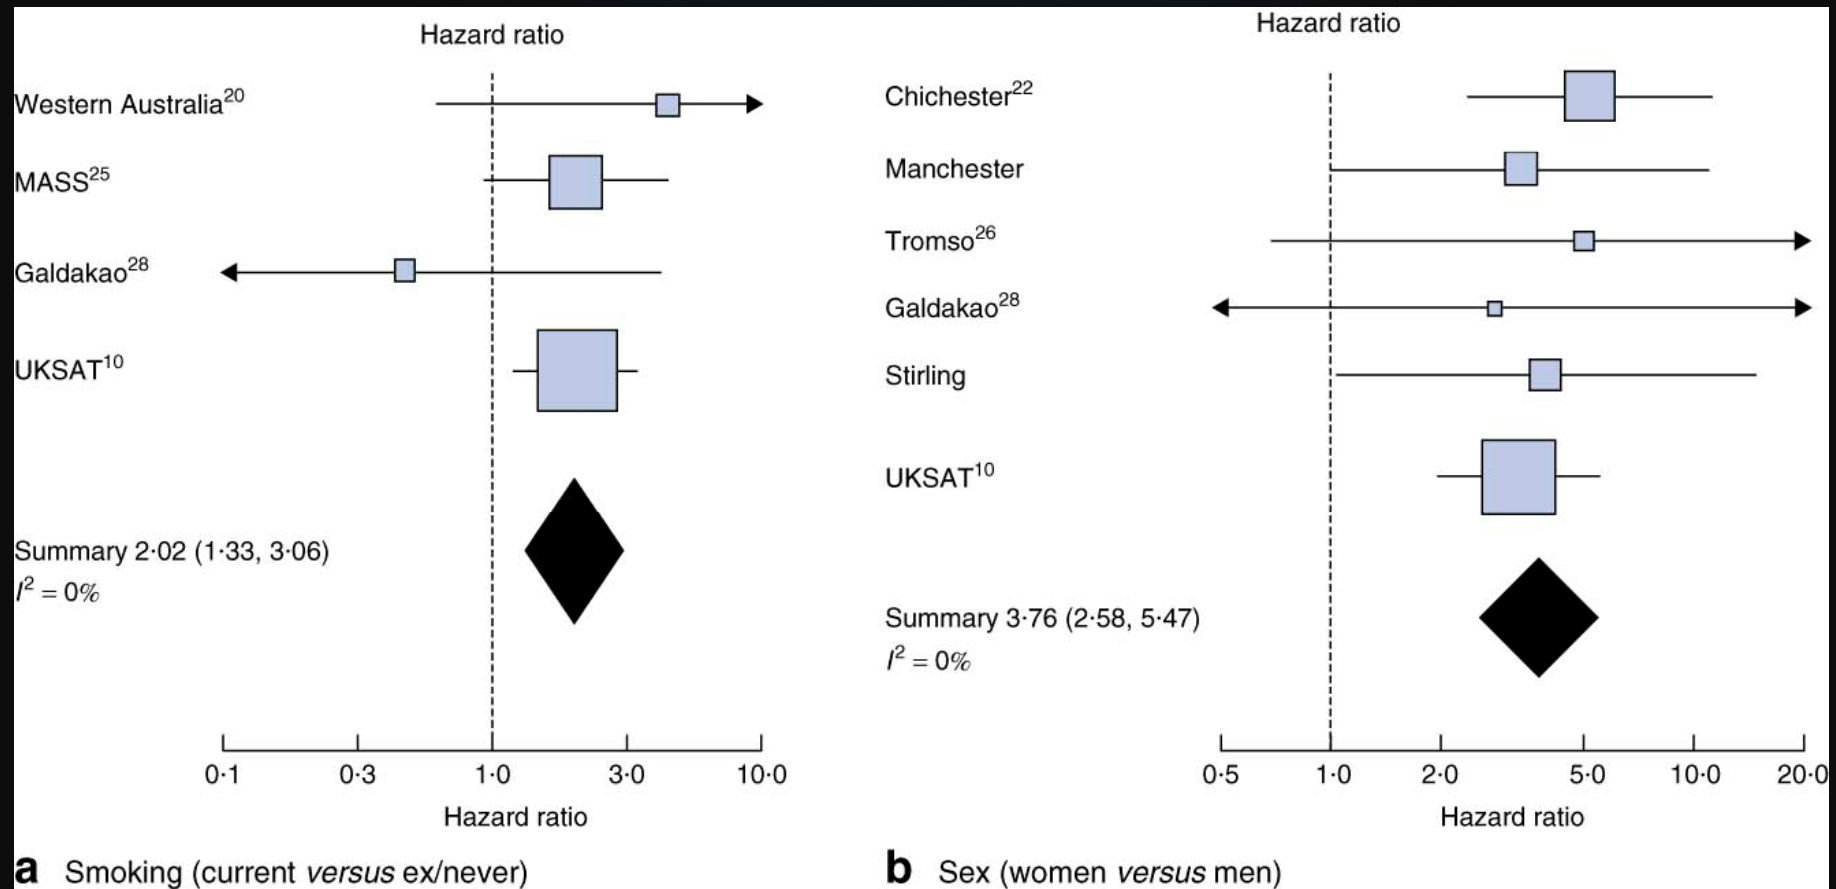 Hazard ratio
Western Australia20
MASS25
Galdakao28
UKSAT10
Summary 2·02 (1·33, 3·06)
I2 = 0%
0·1 0·3 1·0 3·0 10·0
Hazard ratio
a Smoking (current versus ex/never)
Hazard ratio
Chichester22
Manchester
Tromso26
Galdakao28
Stirling
UKSAT10
Summary 3·76 (2·58, 5·47)
I2 = 0%
0·5 1·0 2·0 5·0 10·0 20·0
Hazard ratio
b Sex (women versus men)